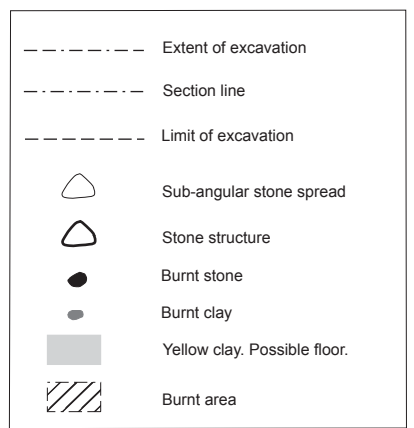 Extent of excavation
Section line
Limit of excavation
Sub-angular stone spread
Stone structure
Burnt stone
Burnt clay
Yellow clay. Possible floor.
Burnt area